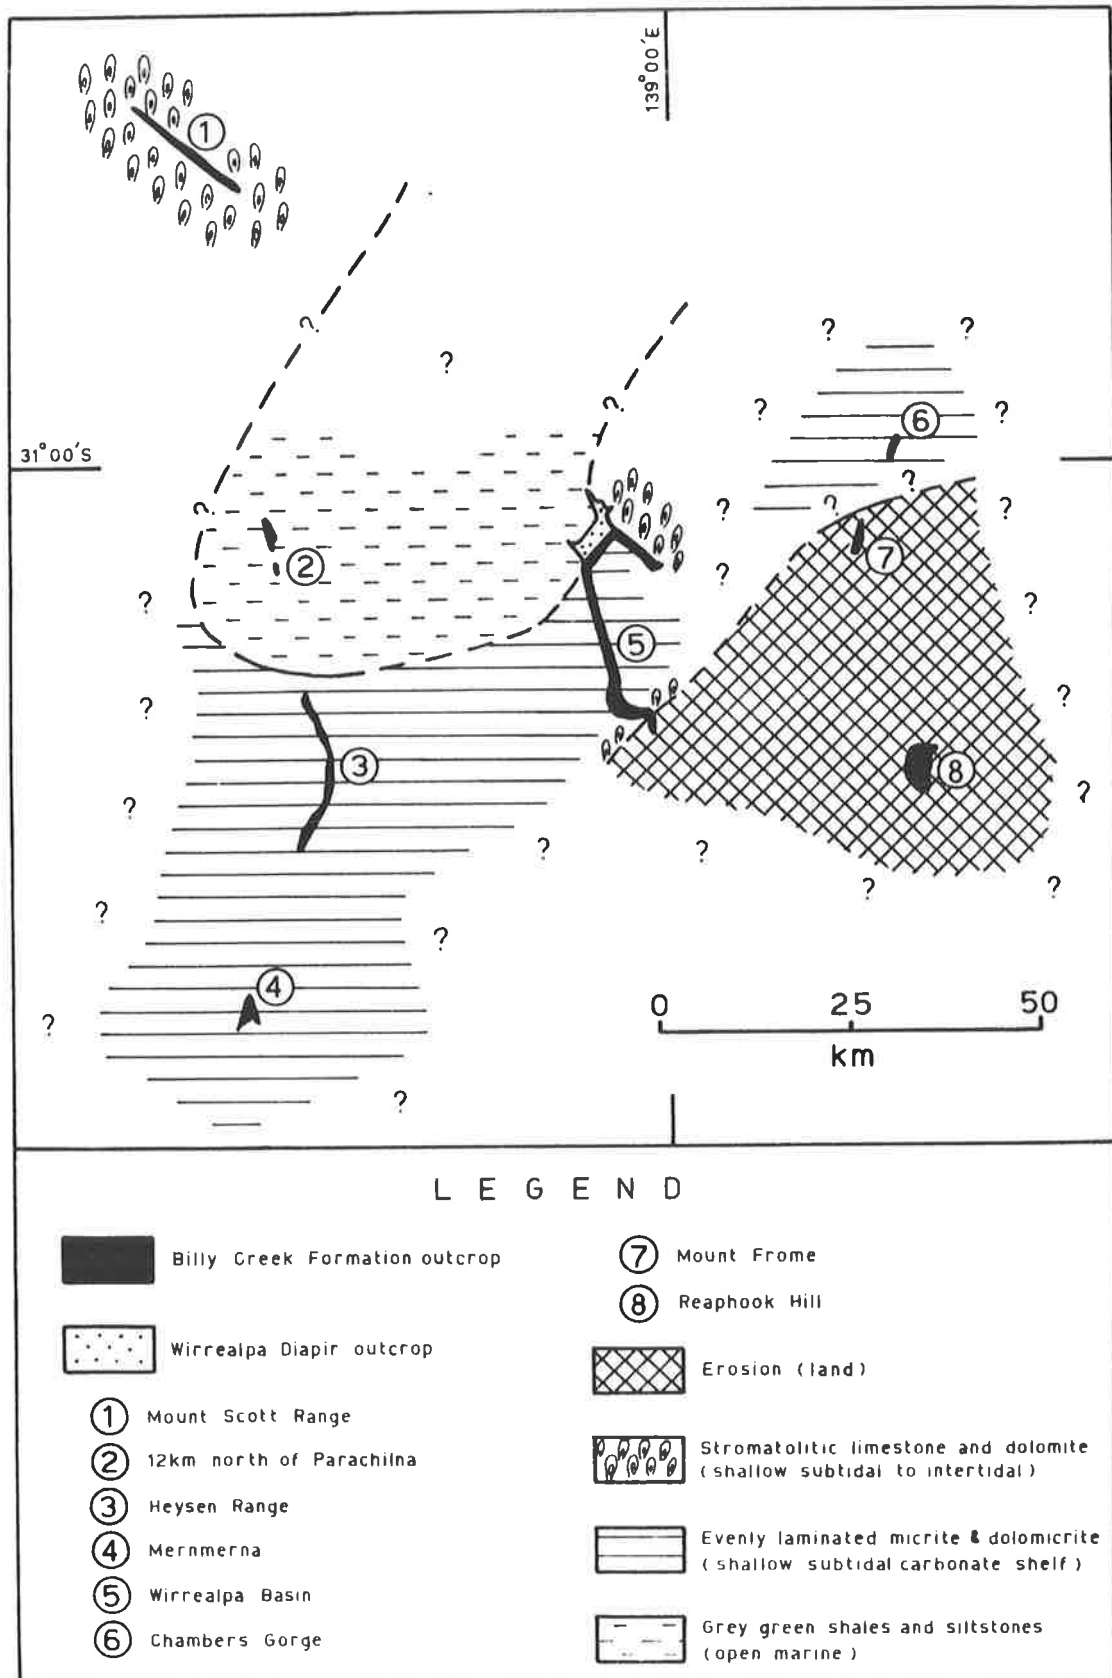 139°00'E
1
?
?
?
?
?
?
6
31°00'S
?
?
?
?
?
7
2
?
?
?
5
?
?
3
8
?
?
?
?
?
?
?
?
4
?
0 25 50
km
?
LEGEND
Billy Creek Formation outcrop
Wirrealpa Diapir outcrop
1 Mount Scott Range
2 12km north of Parachilna
3 Heysen Range
4 Mernmerna
5 Wirrealpa Basin
6 Chambers Gorge
7 Mount Frome
8 Reaphook Hill
Erosion (land)
Stromatolitic limestone and dolomite
(shallow subtidal to intertidal)
Evenly laminated micrite & dolomicrite
(shallow subtidal carbonate shelf)
Grey green shales and siltstones
(open marine)